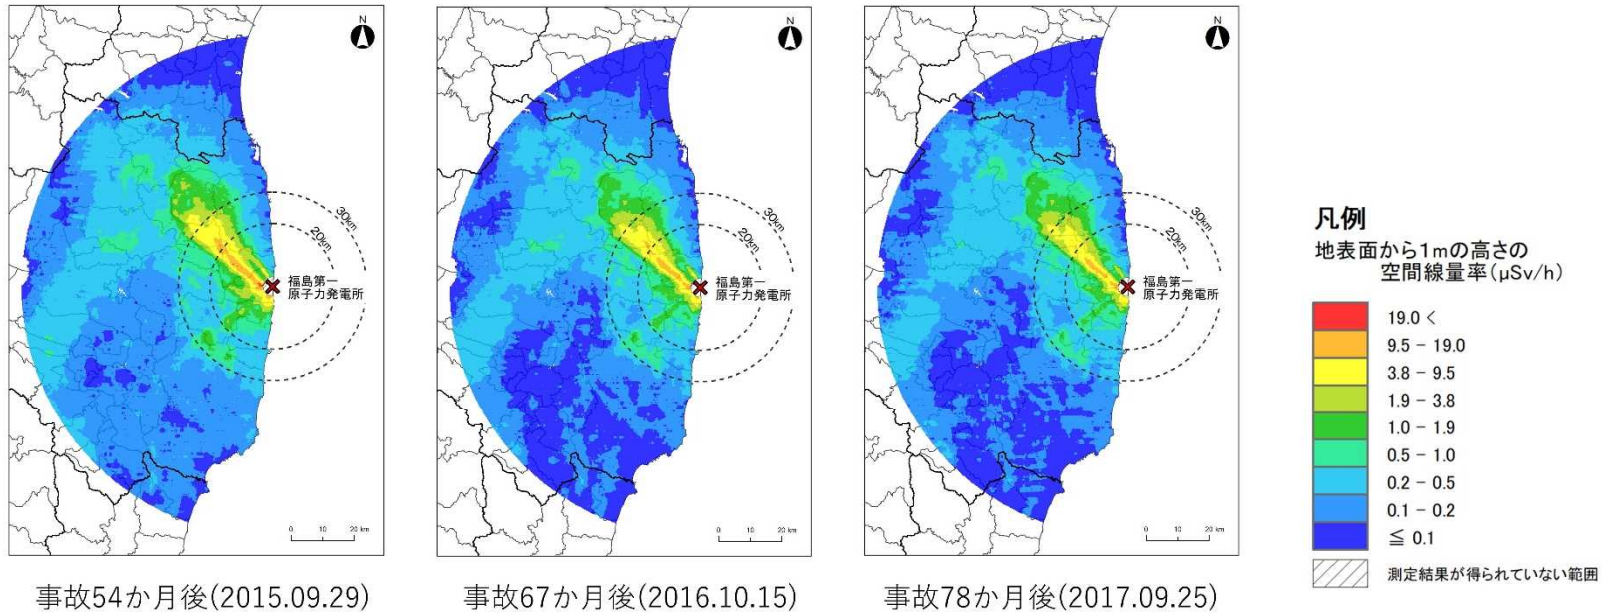 N
30km
20km
福島第一
原子力発電所
0 10 20 km
事故54か月後(2015.09.29)
N
30km
20km
福島第一
原子力発電所
0 10 20 km
事故67か月後(2016.10.15)
N
30km
20km
福島第一
原子力発電所
0 10 20 km
事故78か月後(2017.09.25)
凡例
地表面から1mの高さの
空間線量率(μSv/h)
19.0 <
9.5 - 19.0
3.8 - 9.5
1.9 - 3.8
1.0 - 1.9
0.5 - 1.0
0.2 - 0.5
0.1 - 0.2
≦ 0.1
測定結果が得られていない範囲